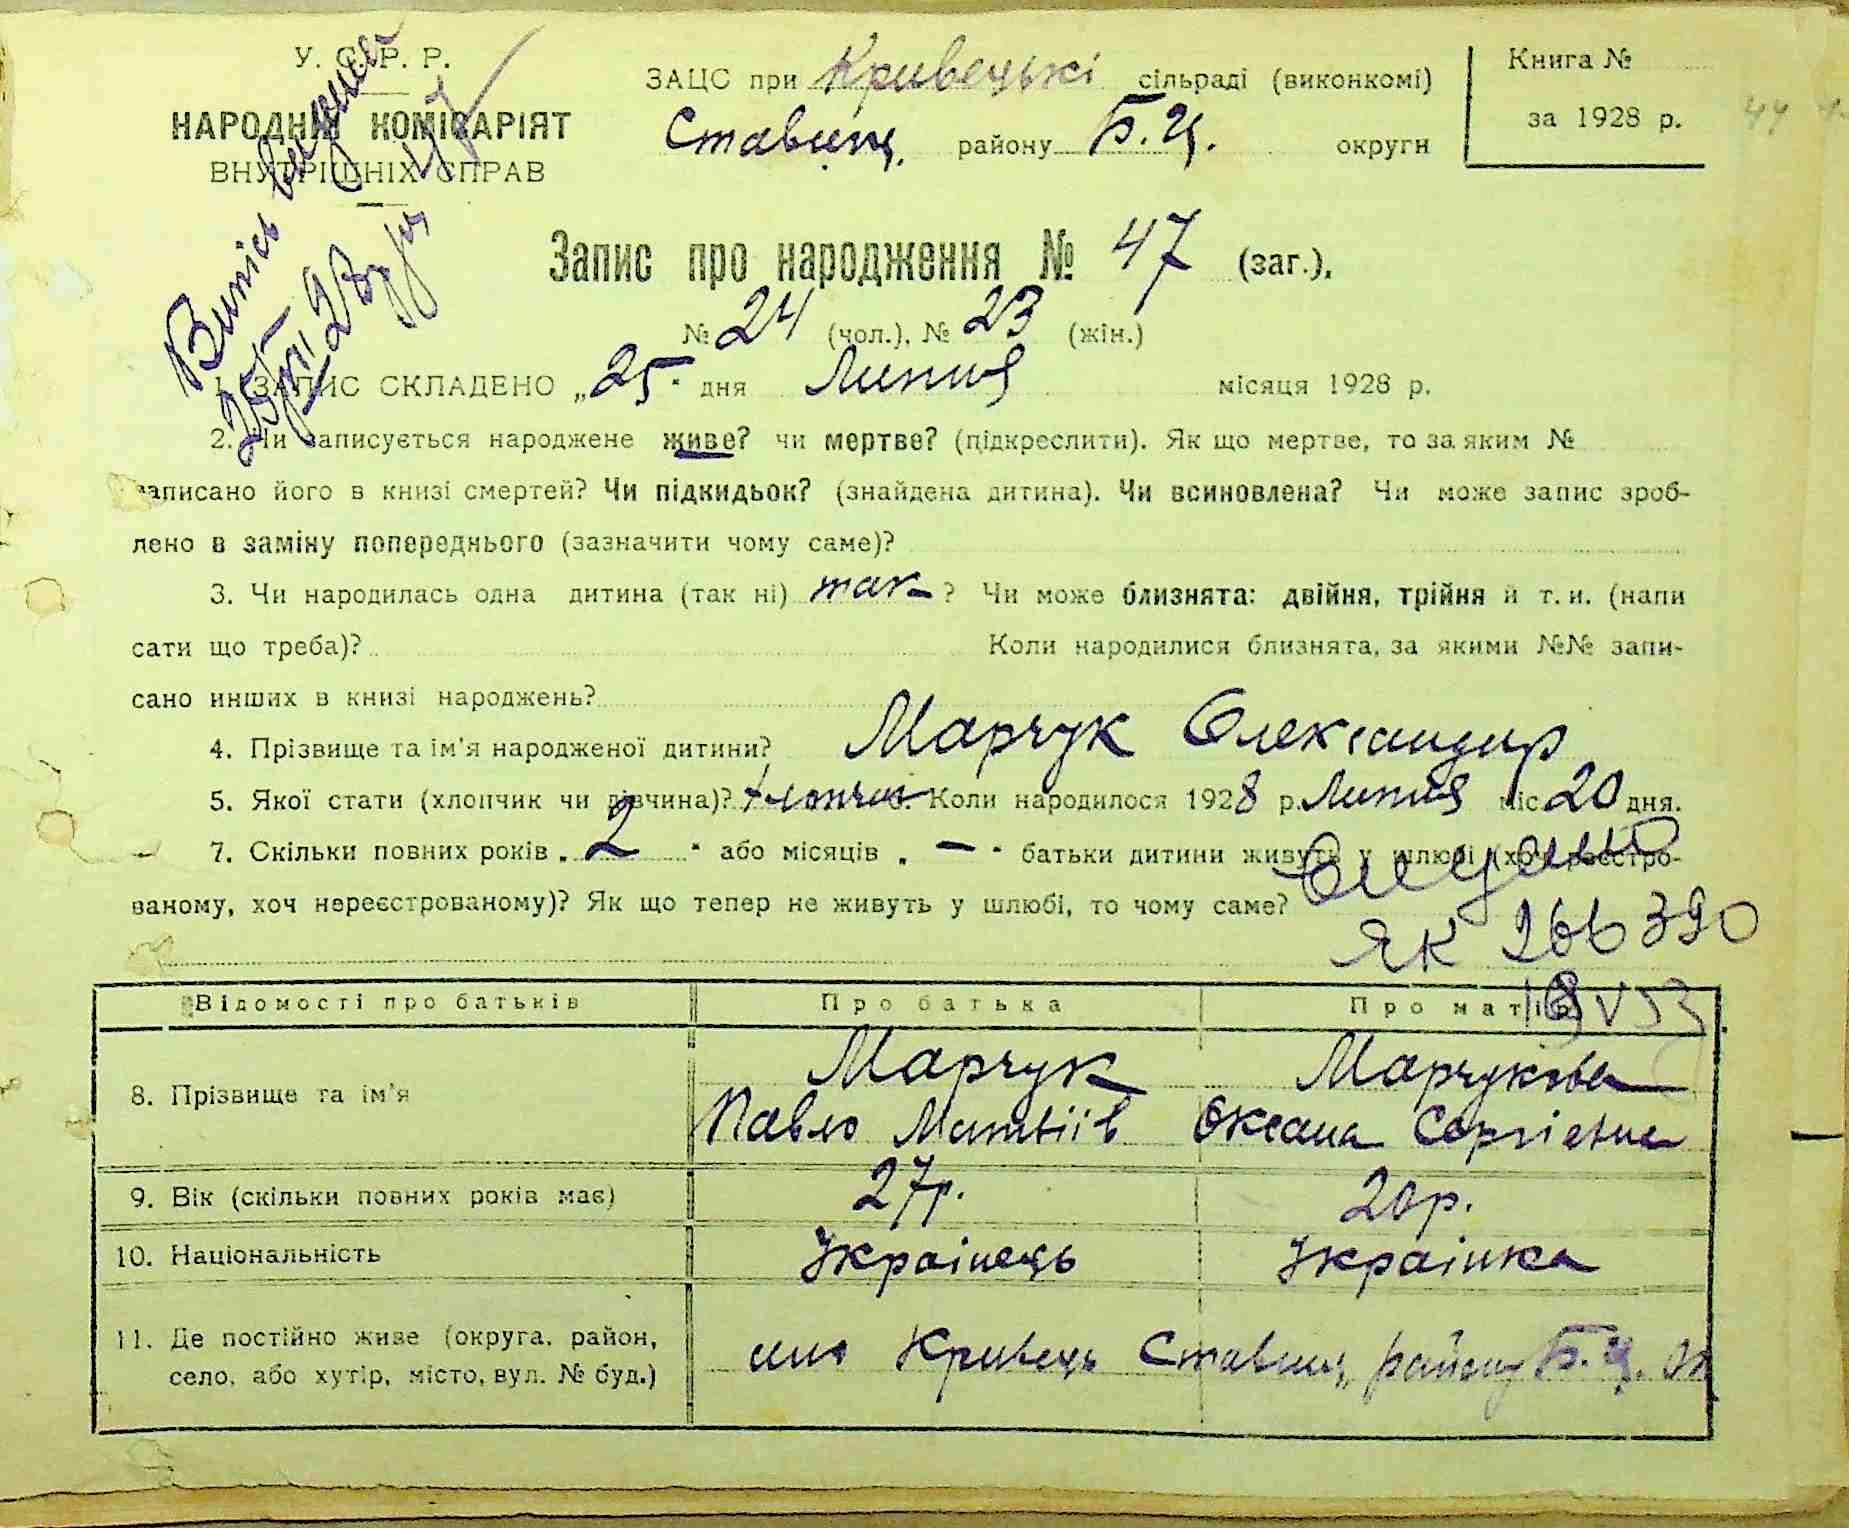 У. С. Р. Р.
НАРОДНИЙ КОМІСАРІЯТ
ВНУТРІШНІХ СПРАВ
Випись видана
ЗАЦС при Кривецькі сільраді (виконкомі)
Ставищ. району Б. Ц. округи
Книга №
за 1928 р.
44
Запис про народження № 47 (заг.),
№ 24 (чол.), № 23 (жін.)
1. ЗАПИС СКЛАДЕНО „25" дня Липня місяця 1928 р.
2. Чи записується народжене живе? чи мертве? (підкреслити). Як що мертве, то за яким №
записано його в книзі смертей? Чи підкидьок? (знайдена дитина). Чи всиновлена? Чи може запис зроб-
лено в заміну попереднього (зазначити чому саме)?
3. Чи народилась одна дитина (так ні) так ? Чи може близнята: двійня, трійня й т. и. (напи
сати що треба)? Коли народилися близнята, за якими №№ запи-
сано инших в книзі народжень?
4. Прізвище та ім'я народженої дитини? Марчук Олександир
5. Якої стати (хлопчик чи дівчина)? хлопчик Коли народилося 1928 р. Липня міс 20 дня.
7. Скільки повних років „ 2 " або місяців „ — " батьки дитини живуть у шлюбі (хоч реєстро-
ваному, хоч нереєстрованому)? Як що тепер не живуть у шлюбі, то чому саме?
ЯК 266390
Відомості про батьків Про батька Про матір
8. Прізвище та ім'я Марчук Марчукова
Павло Матвіїв Оксана Сергієвна
9. Вік (скільки повних років має) 27р. 20р.
10. Національність Українець Українка
11. Де постійно живе (округа, район, село, або хутір, місто, вул. № буд.) село Кривець Ставищ. району Б. Ц. Ок